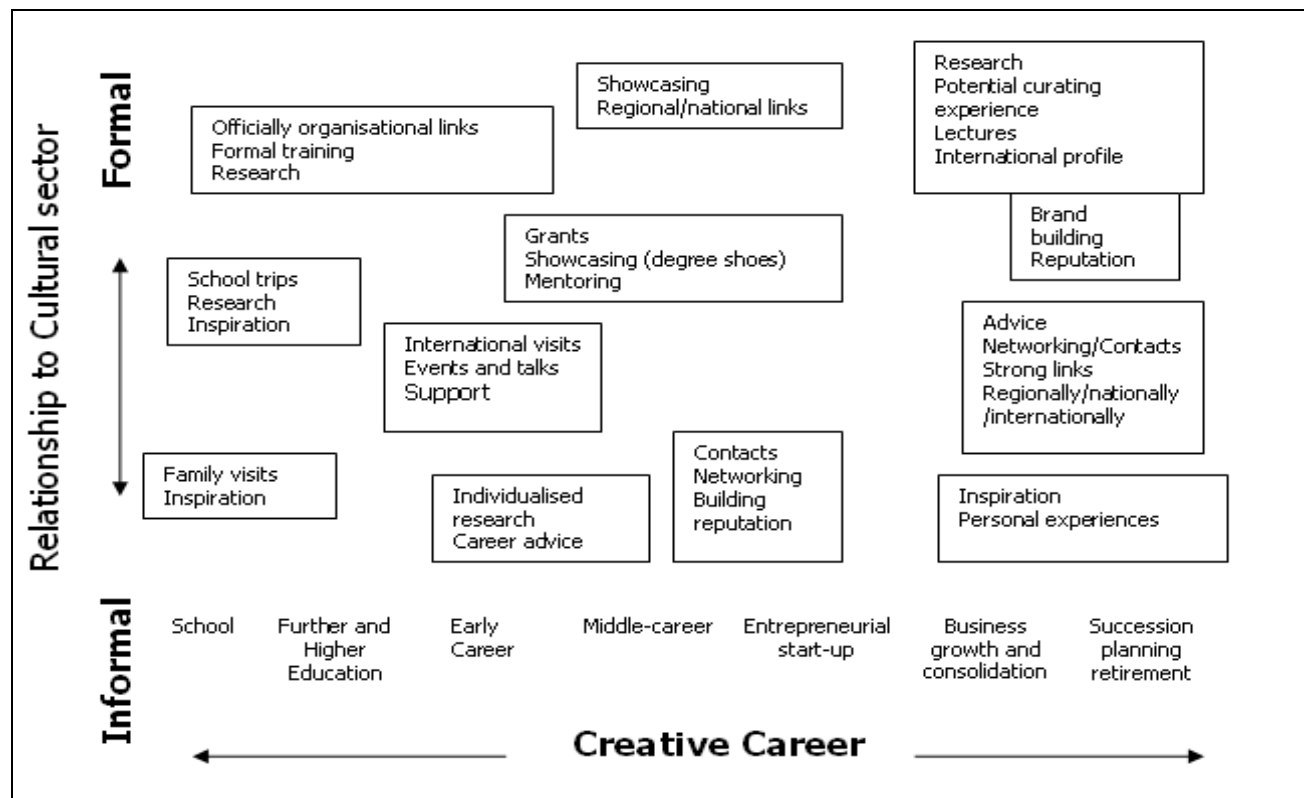 Relationship to Cultural sector
Formal
Informal
Showcasing
Regional/national links
Research
Potential curating
experience
Lectures
International profile
Officially organisational links
Formal training
Research
Brand
building
Reputation
Grants
Showcasing (degree shoes)
Mentoring
School trips
Research
Inspiration
Advice
Networking/Contacts
Strong links
Regionally/nationally
/internationally
International visits
Events and talks
Support
Contacts
Networking
Building
reputation
Family visits
Inspiration
Individualised
research
Career advice
Inspiration
Personal experiences
School
Further and
Higher
Education
Early
Career
Middle-career
Entrepreneurial
start-up
Business
growth and
consolidation
Succession
planning
retirement
Creative Career